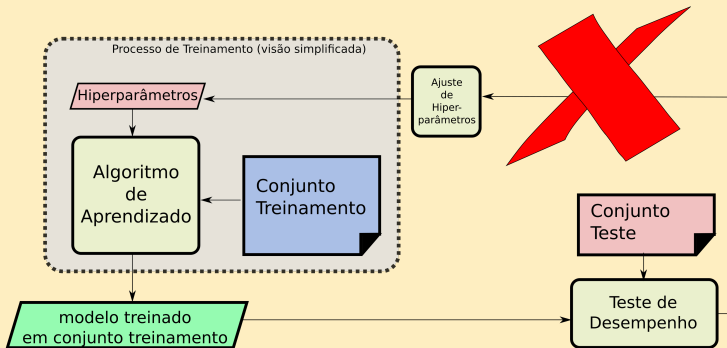 Processo de Treinamento (visão simplificada)
Hiperparâmetros
Ajuste
de
Hiper-
parâmetros
Algoritmo
de
Aprendizado
Conjunto
Treinamento
Conjunto
Teste
modelo treinado
em conjunto treinamento
Teste de
Desempenho